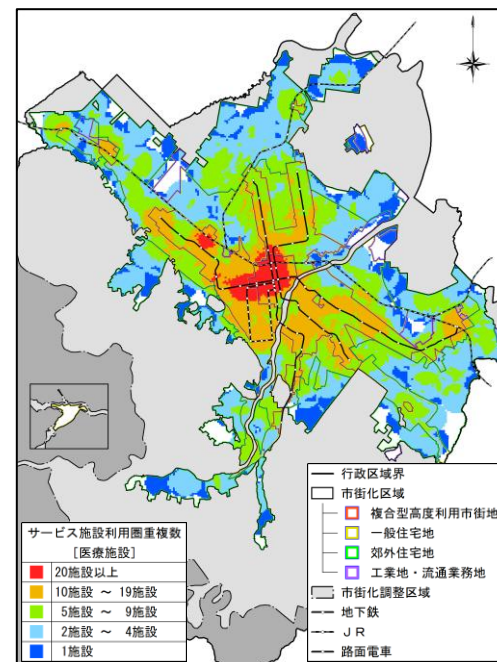 サービス施設利用圏重複数
[医療施設]
20施設以上
10施設 ～ 19施設
5施設 ～ 9施設
2施設 ～ 4施設
1施設
行政区域界
市街化区域
複合型高度利用市街地
一般住宅地
郊外住宅地
工業地・流通業務地
市街化調整区域
地下鉄
ＪＲ
路面電車